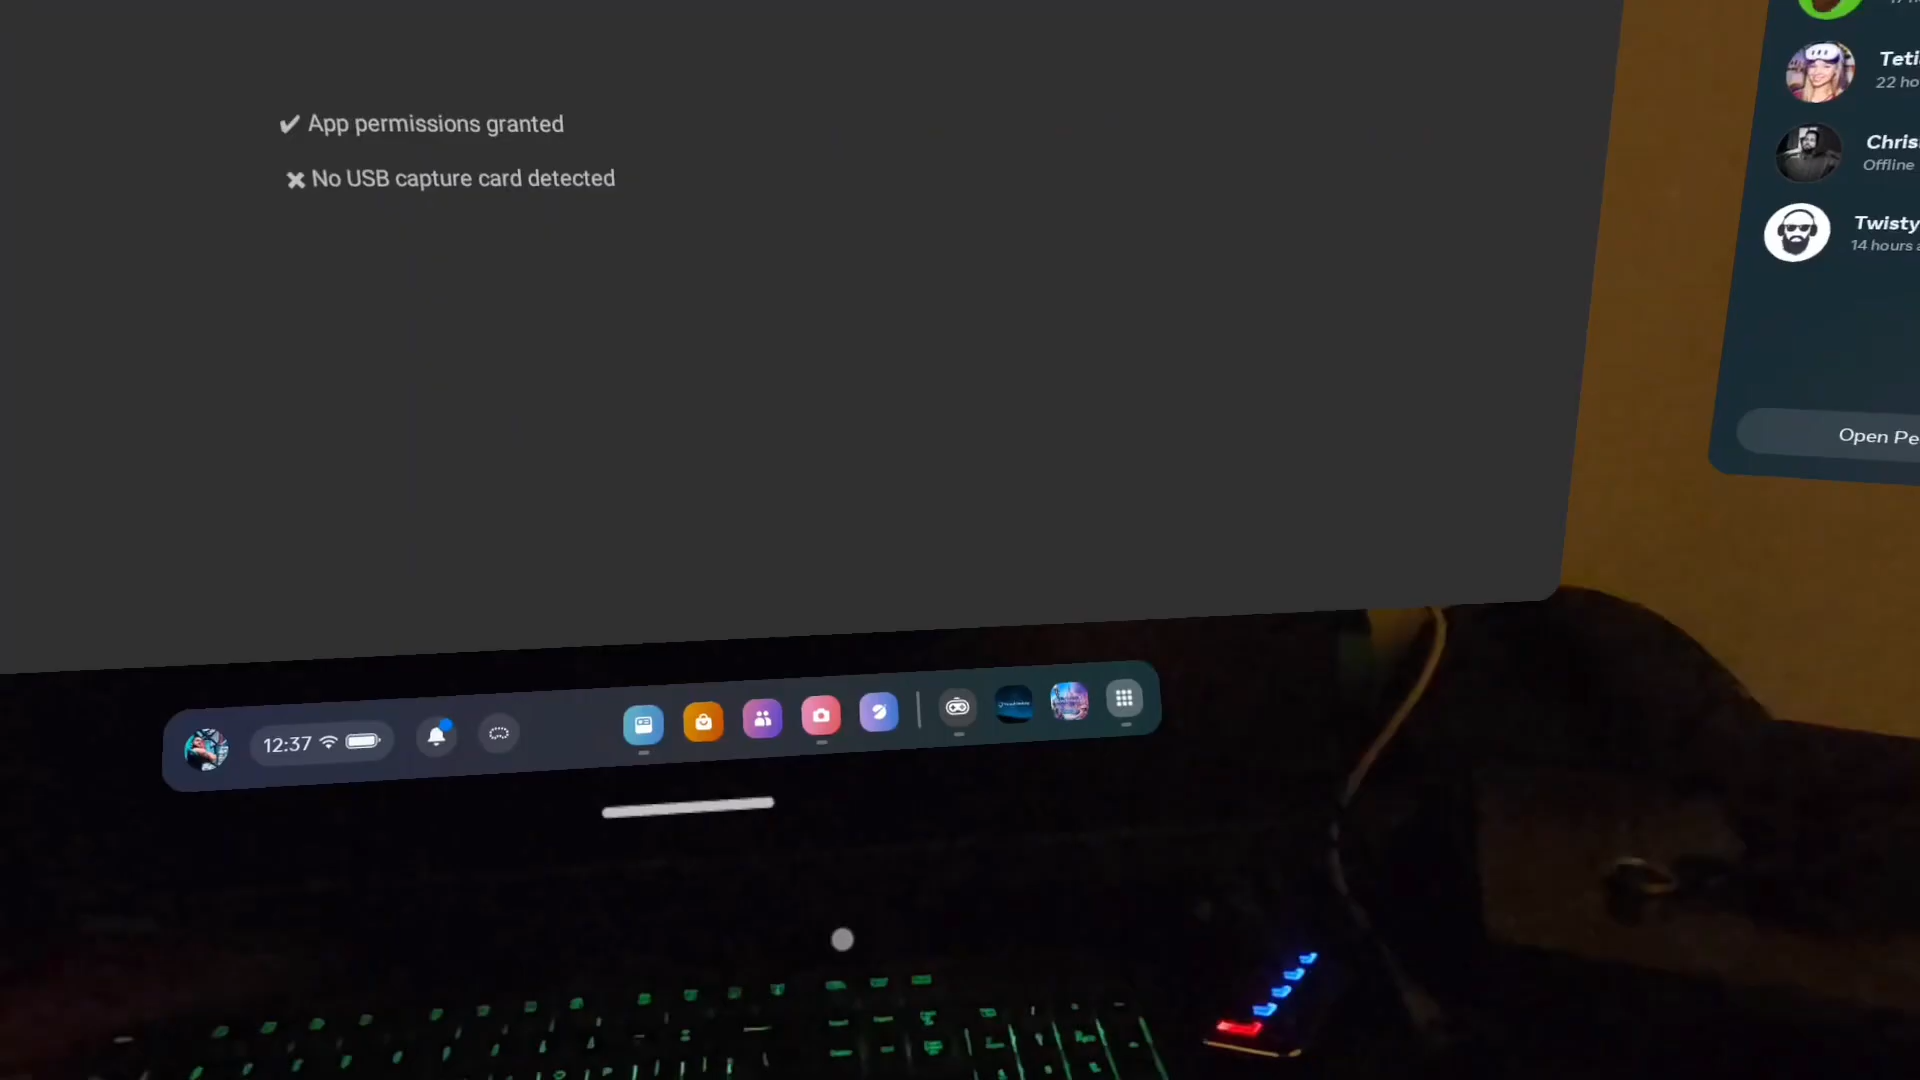 ✔ App permissions granted
✖ No USB capture card detected
22 ho
Chris
Offline
Twisty
14 hours a
Open Pe
12:37